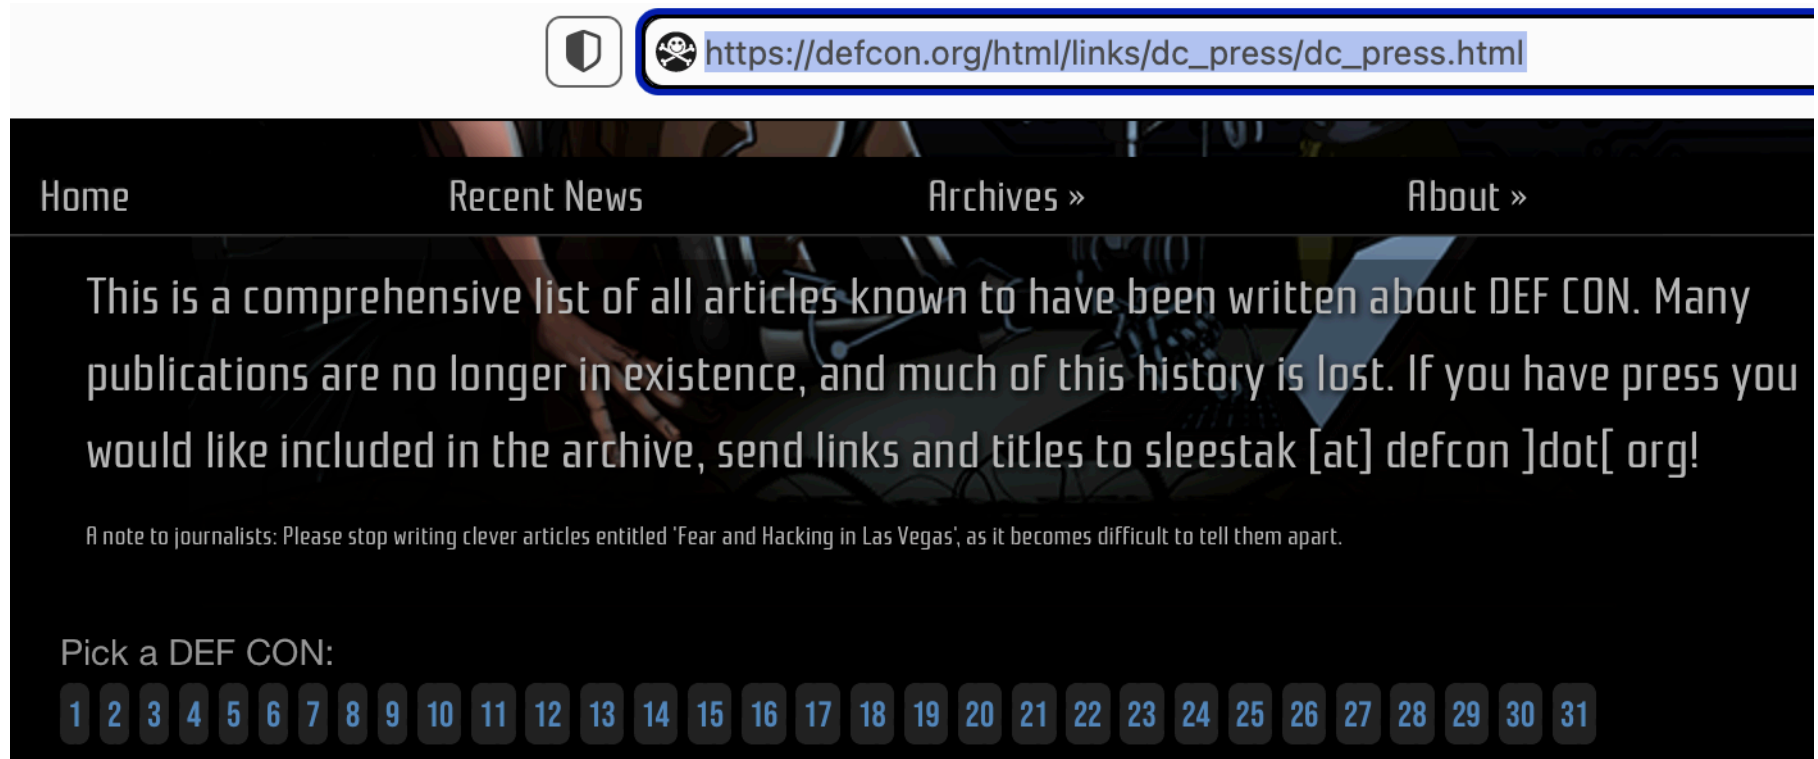 https://defcon.org/html/links/dc_press/dc_press.html
Home Recent News Archives » About »
This is a comprehensive list of all articles known to have been written about DEF CON. Many
publications are no longer in existence, and much of this history is lost. If you have press you
would like included in the archive, send links and titles to sleestak [at] defcon ]dot[ org!
A note to journalists: Please stop writing clever articles entitled 'Fear and Hacking in Las Vegas', as it becomes difficult to tell them apart.
Pick a DEF CON:
1 2 3 4 5 6 7 8 9 10 11 12 13 14 15 16 17 18 19 20 21 22 23 24 25 26 27 28 29 30 31